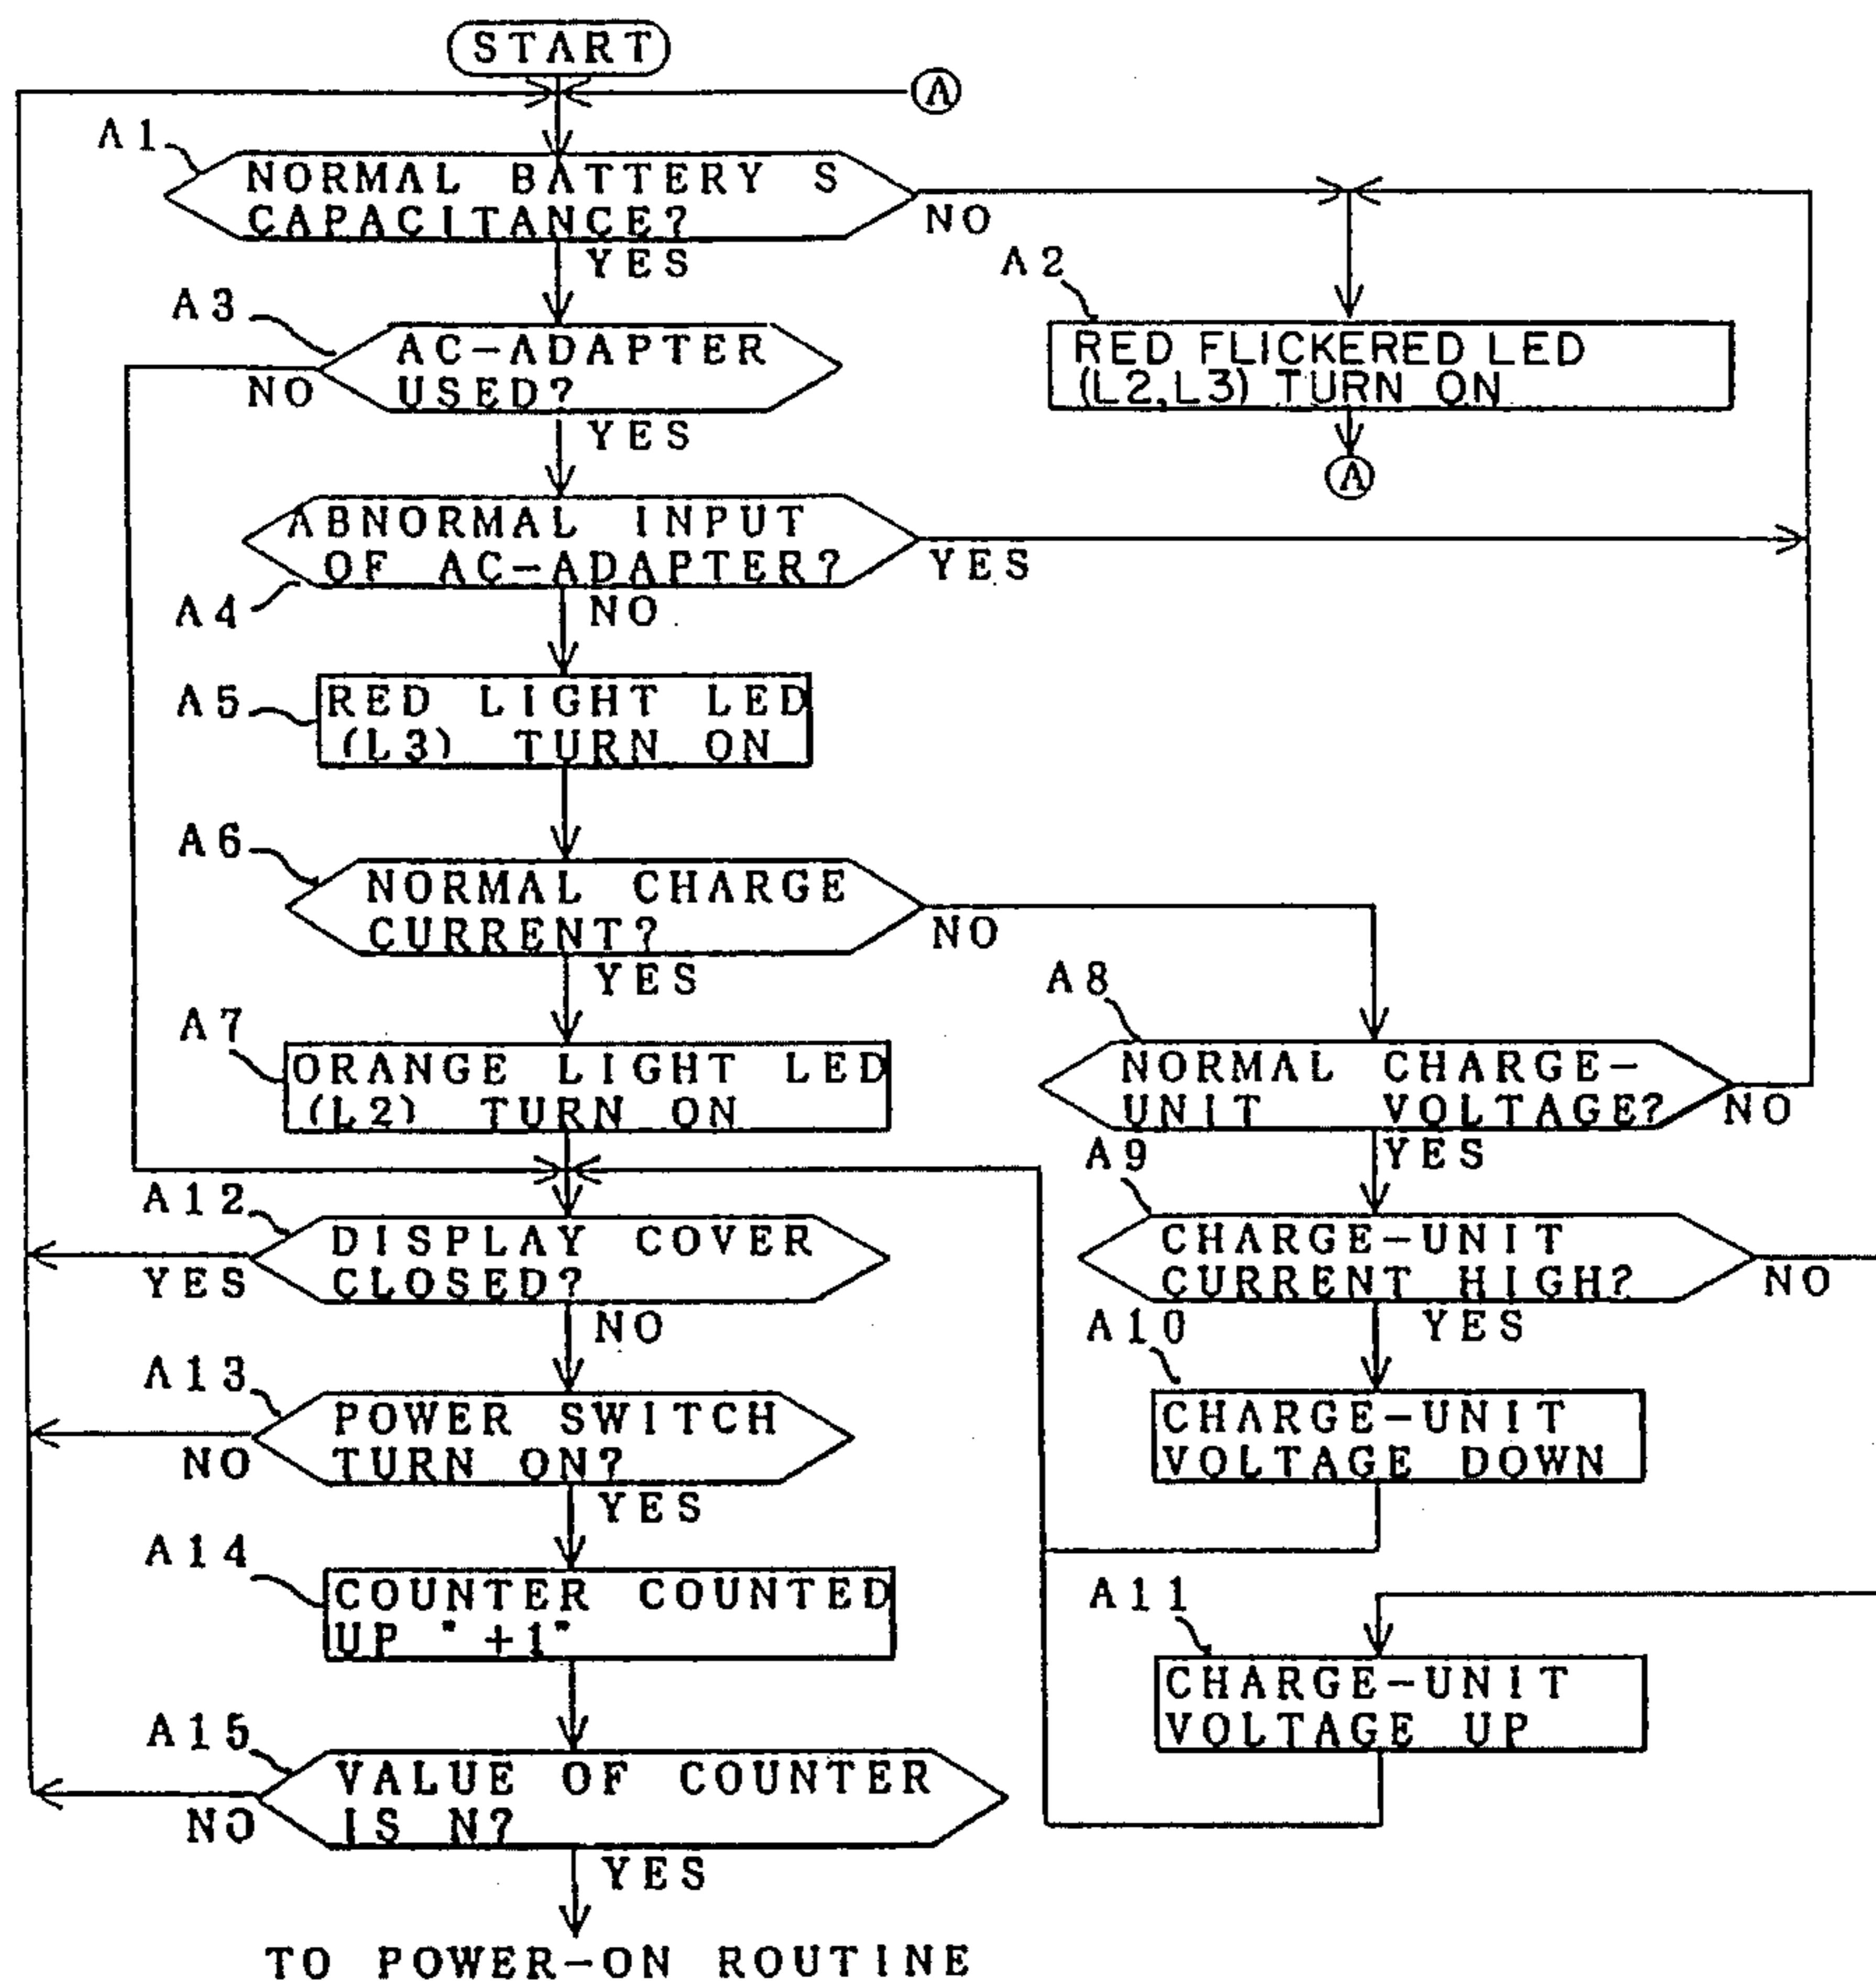 START
A
A1
NORMAL BATTERY S
CAPACITANCE?
NO
YES
A2
RED FLICKERED LED
(L2,L3) TURN ON
A
A3
AC-ADAPTER
USED?
NO
YES
ABNORMAL INPUT
OF AC-ADAPTER?
YES
A4
NO
A5
RED LIGHT LED
(L3) TURN ON
A6
NORMAL CHARGE
CURRENT?
NO
YES
A7
ORANGE LIGHT LED
(L2) TURN ON
A8
NORMAL CHARGE-
UNIT VOLTAGE?
NO
YES
A9
CHARGE-UNIT
CURRENT HIGH?
NO
YES
A10
CHARGE-UNIT
VOLTAGE DOWN
A11
CHARGE-UNIT
VOLTAGE UP
A12
DISPLAY COVER
CLOSED?
YES
NO
A13
POWER SWITCH
TURN ON?
NO
YES
A14
COUNTER COUNTED
UP "+1"
A15
VALUE OF COUNTER
IS N?
NO
YES
TO POWER-ON ROUTINE